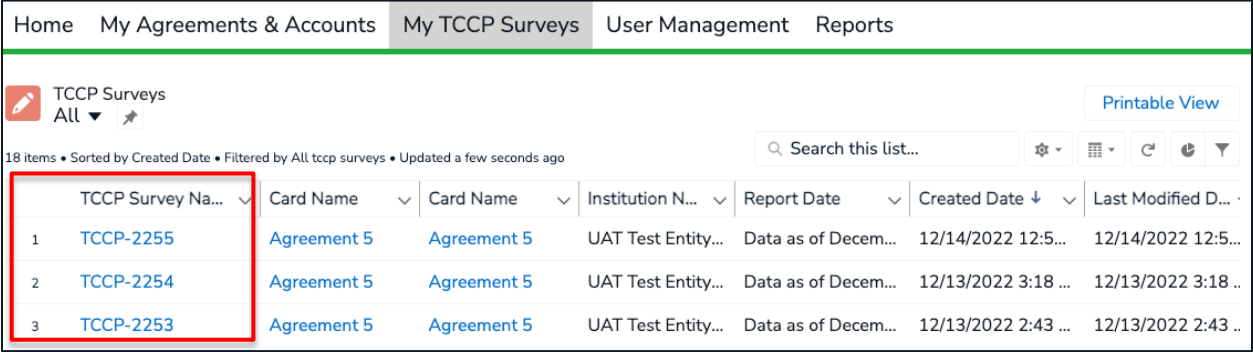 Home My Agreements & Accounts My TCCP Surveys User Management Reports
TCCP Surveys
All
Printable View
18 items • Sorted by Created Date • Filtered by All tccp surveys • Updated a few seconds ago
Search this list...
TCCP Survey Na... Card Name Card Name Institution N... Report Date Created Date Last Modified D...
1 TCCP-2255 Agreement 5 Agreement 5 UAT Test Entity... Data as of Decem... 12/14/2022 12:5... 12/14/2022 12:5...
2 TCCP-2254 Agreement 5 Agreement 5 UAT Test Entity... Data as of Decem... 12/13/2022 3:18 ... 12/13/2022 3:18 ..
3 TCCP-2253 Agreement 5 Agreement 5 UAT Test Entity... Data as of Decem... 12/13/2022 2:43 ... 12/13/2022 2:43 ..